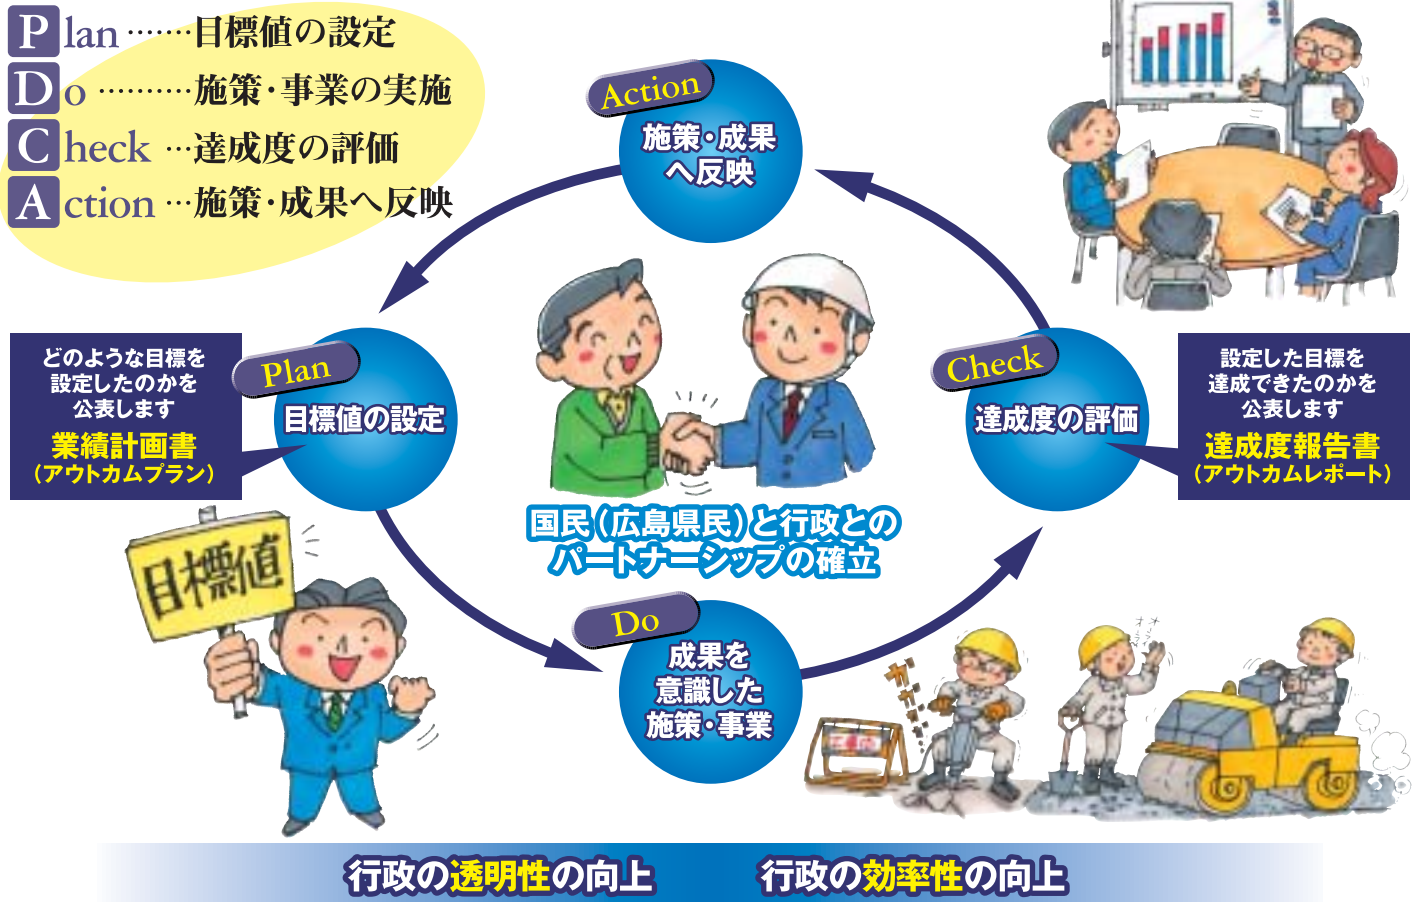 Plan ……目標値の設定
Do ………施策・事業の実施
Check …達成度の評価
Action …施策・成果へ反映
Action
施策・成果
へ反映
Plan
目標値の設定
どのような目標を
設定したのかを
公表します
業績計画書
（アウトカムプラン）
Check
達成度の評価
設定した目標を
達成できたのかを
公表します
達成度報告書
（アウトカムレポート）
国民（広島県民）と行政との
パートナーシップの確立
目標値
Do
成果を
意識した
施策・事業
行政の透明性の向上
行政の効率性の向上